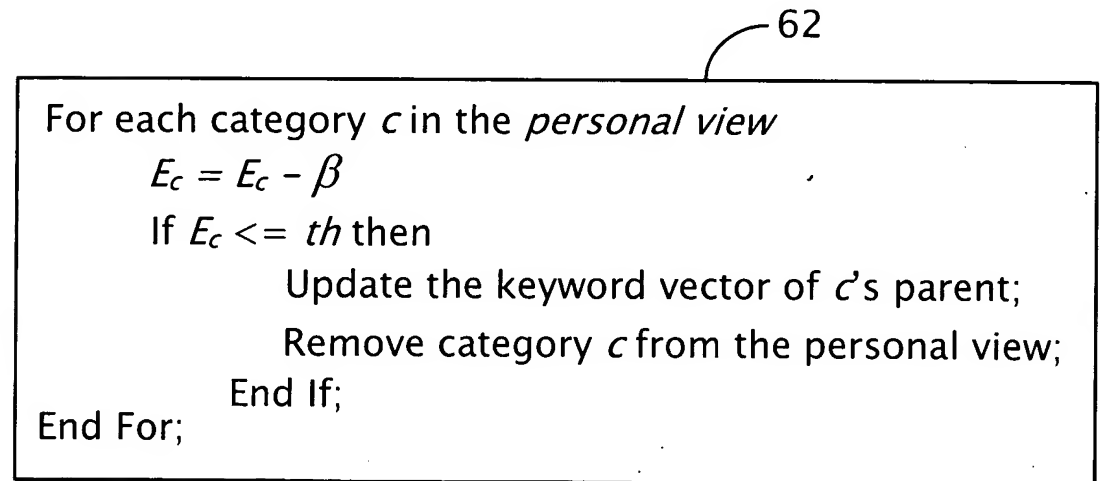 62
For each category c in the personal view
E_c = E_c - β
If E_c <= th then
Update the keyword vector of c's parent;
Remove category c from the personal view;
End If;
End For;